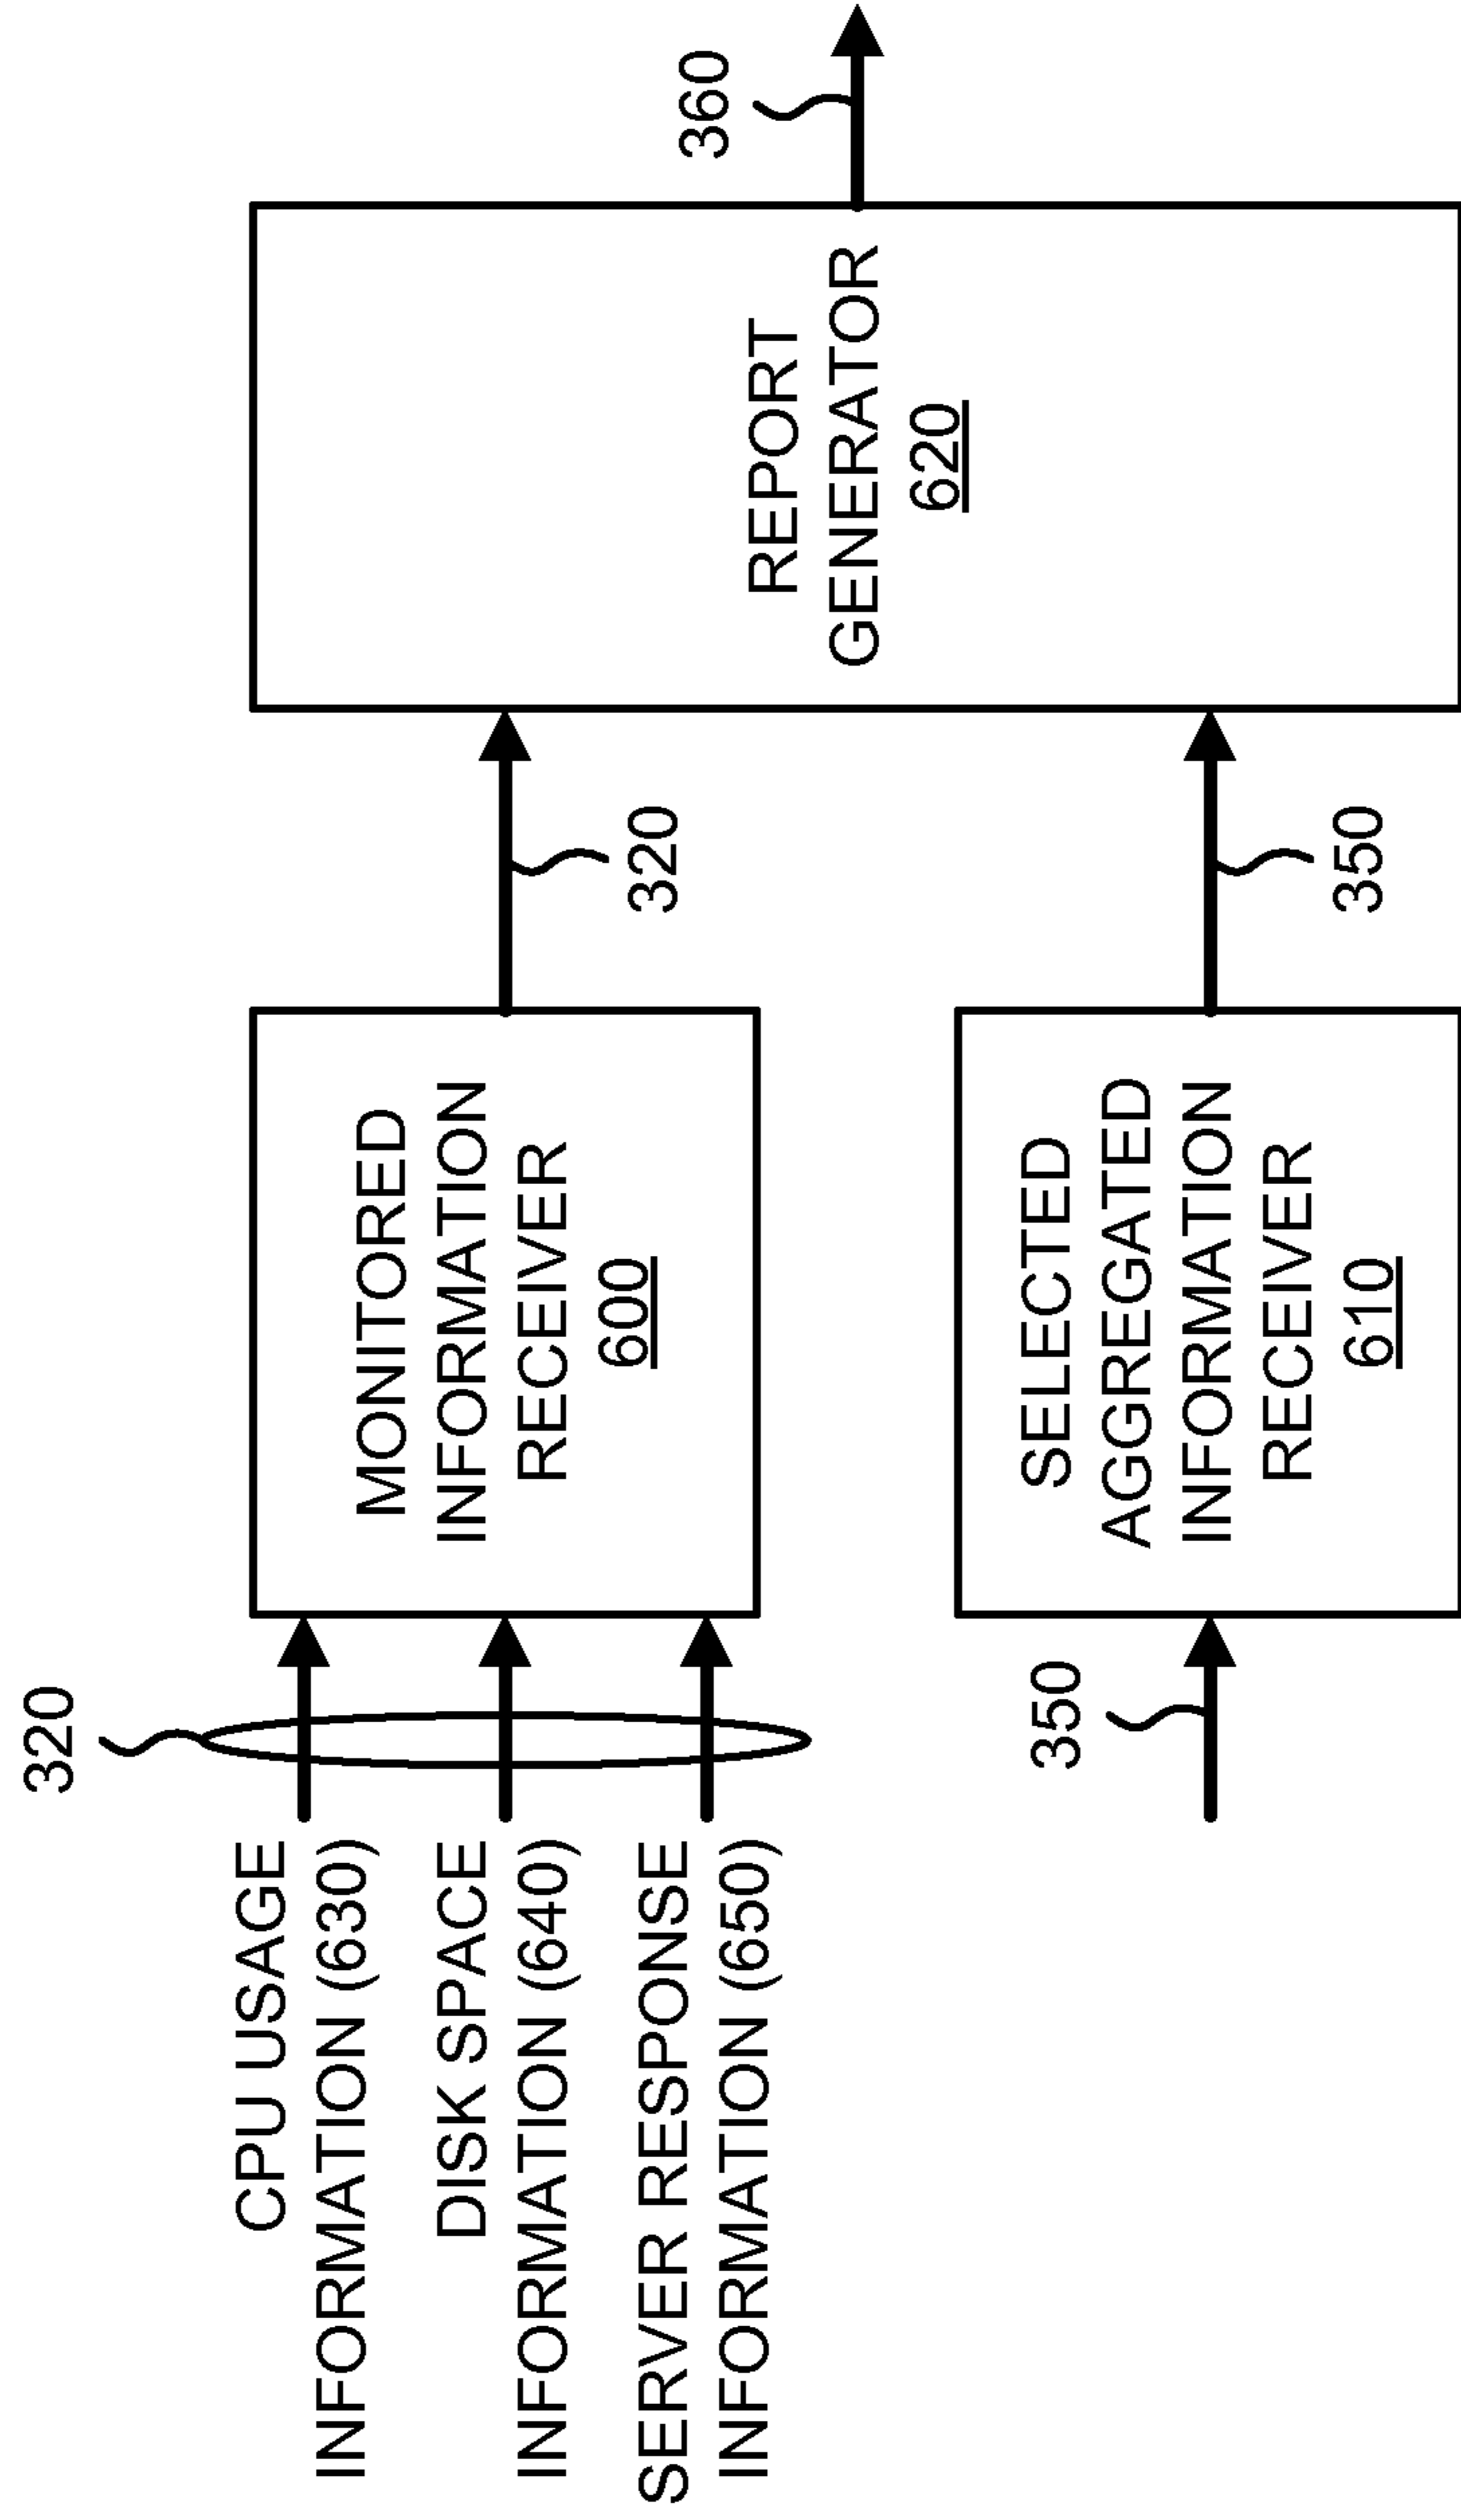 320
CPU USAGE
INFORMATION (630)
DISK SPACE
INFORMATION (640)
SERVER RESPONSE
INFORMATION (650)
MONITORED
INFORMATION
RECEIVER
600
320
350
SELECTED
AGGREGATED
INFORMATION
RECEIVER
610
350
REPORT
GENERATOR
620
360